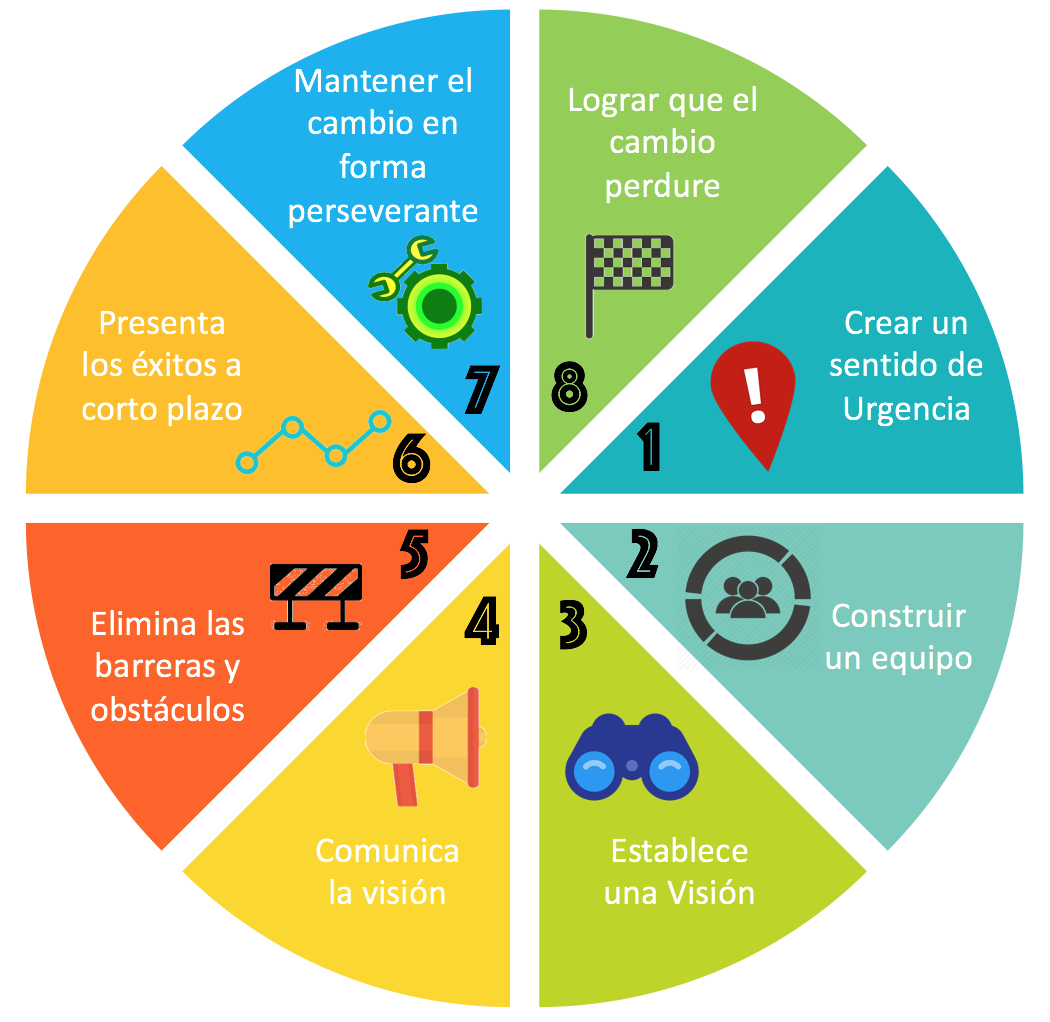 Mantener el
cambio en
forma
perseverante
7
Lograr que el
cambio
perdure
8
Crear un
sentido de
Urgencia
!
1
2
Construir
un equipo
3
Establece
una Visión
4
Comunica
la visión
5
Elimina las
barreras y
obstáculos
Presenta
los éxitos a
corto plazo
6